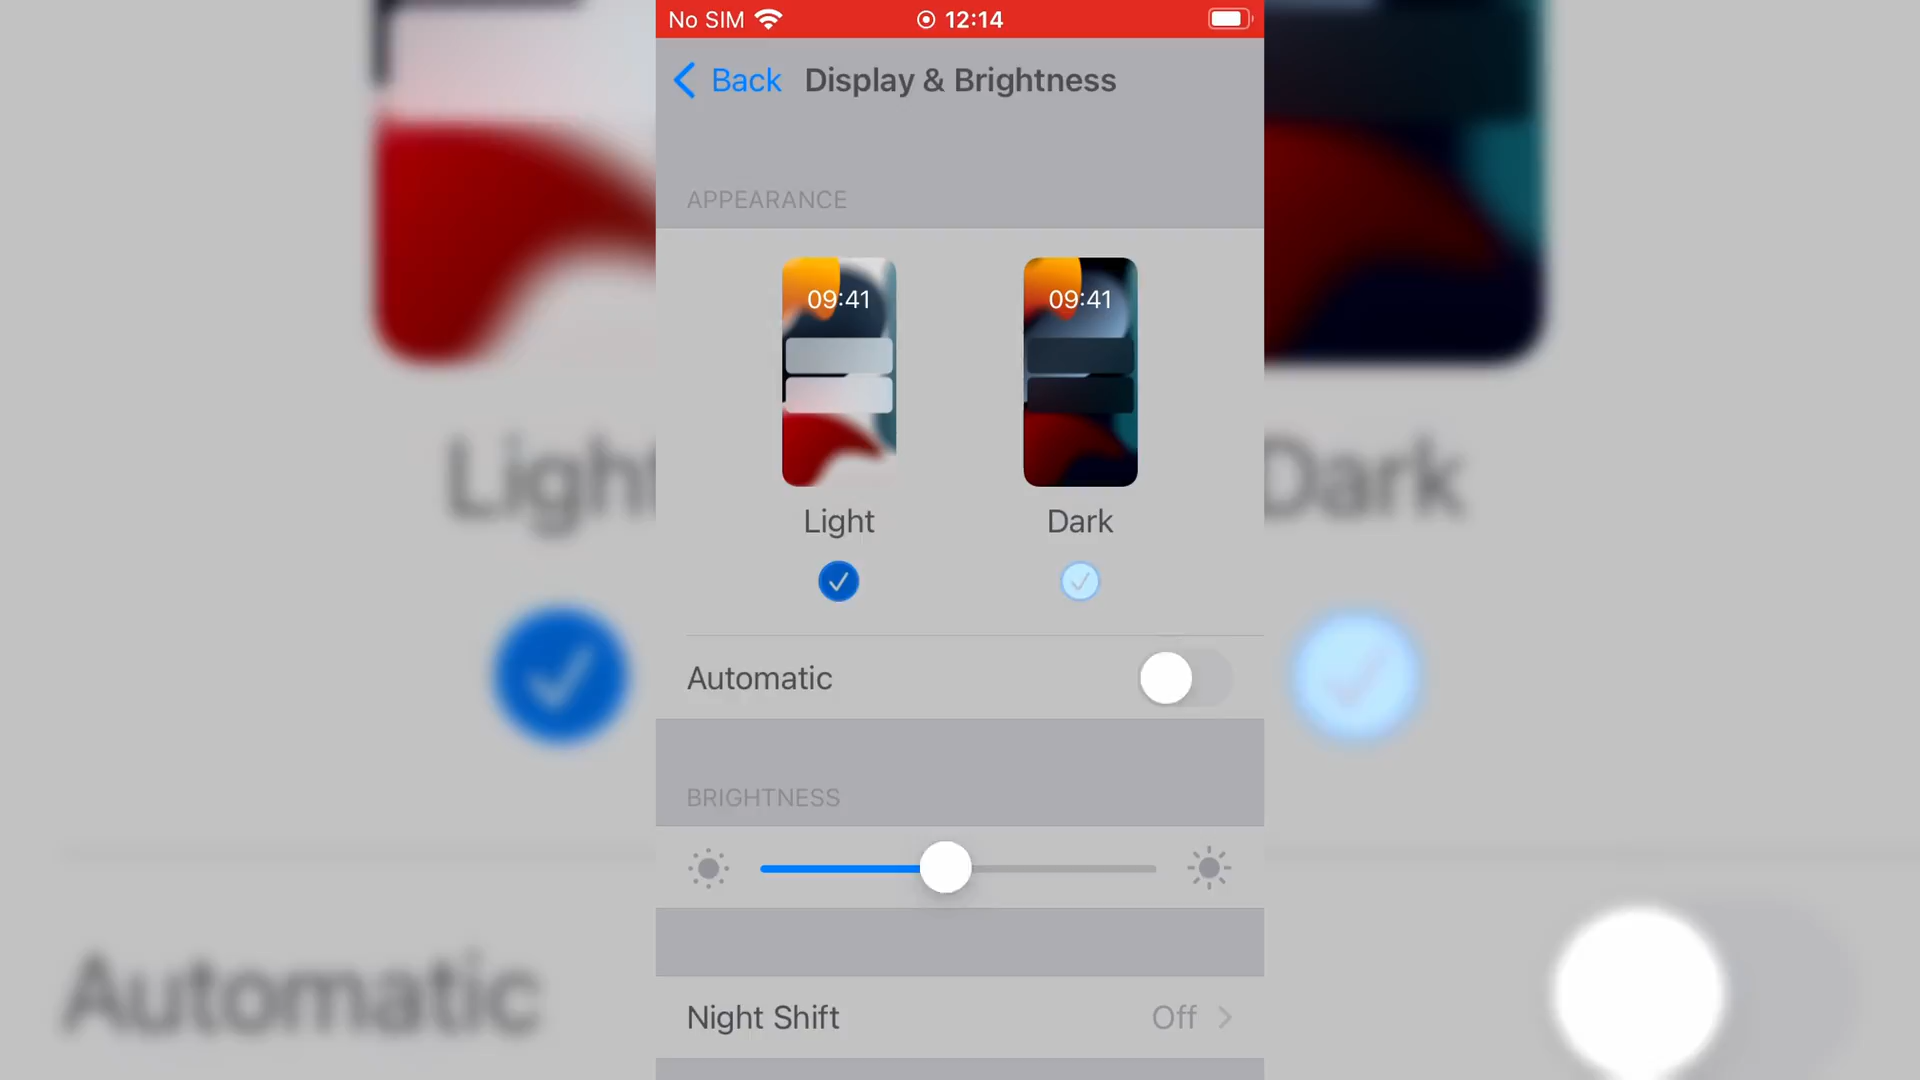 No SIM 12:14
Back Display & Brightness
APPEARANCE
09:41 09:41
Light Dark
Light Dark
Automatic
BRIGHTNESS
Automatic
Night Shift Off